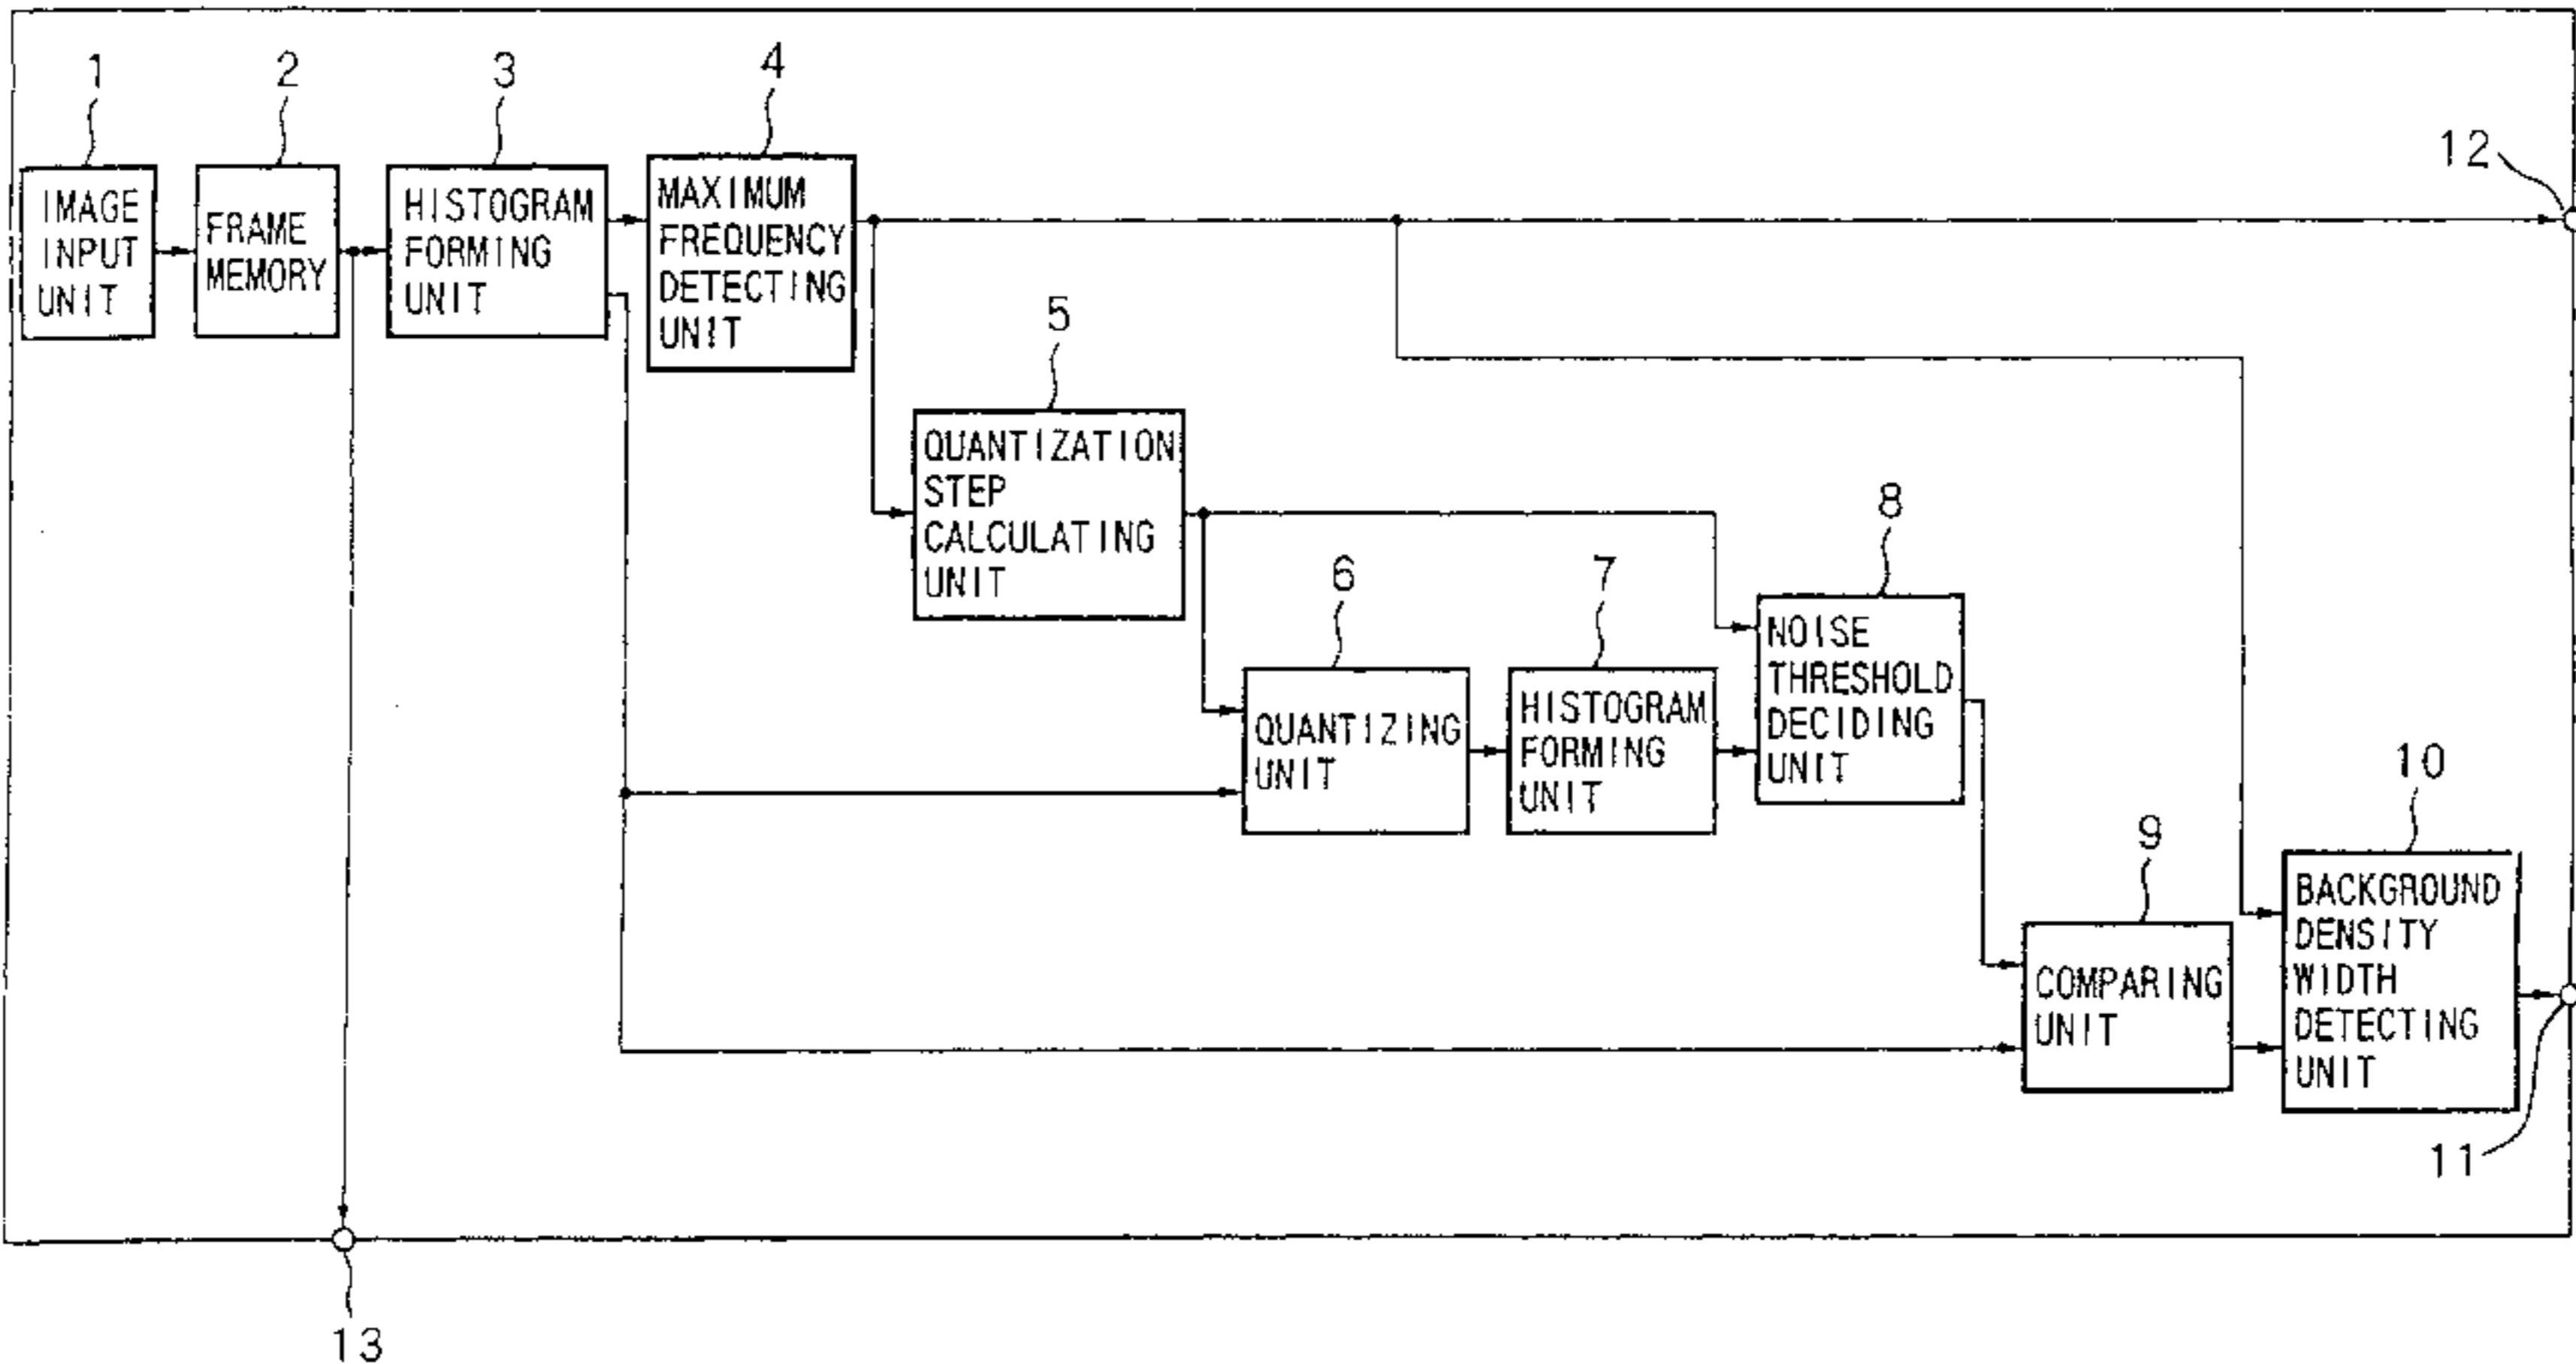 1
2
3
4
12
IMAGE
INPUT
UNIT
FRAME
MEMORY
HISTOGRAM
FORMING
UNIT
MAXIMUM
FREQUENCY
DETECTING
UNIT
5
QUANTIZATION
STEP
CALCULATING
UNIT
6
QUANTIZING
UNIT
7
HISTOGRAM
FORMING
UNIT
8
NOISE
THRESHOLD
DECIDING
UNIT
9
COMPARING
UNIT
10
BACKGROUND
DENSITY
WIDTH
DETECTING
UNIT
11
13